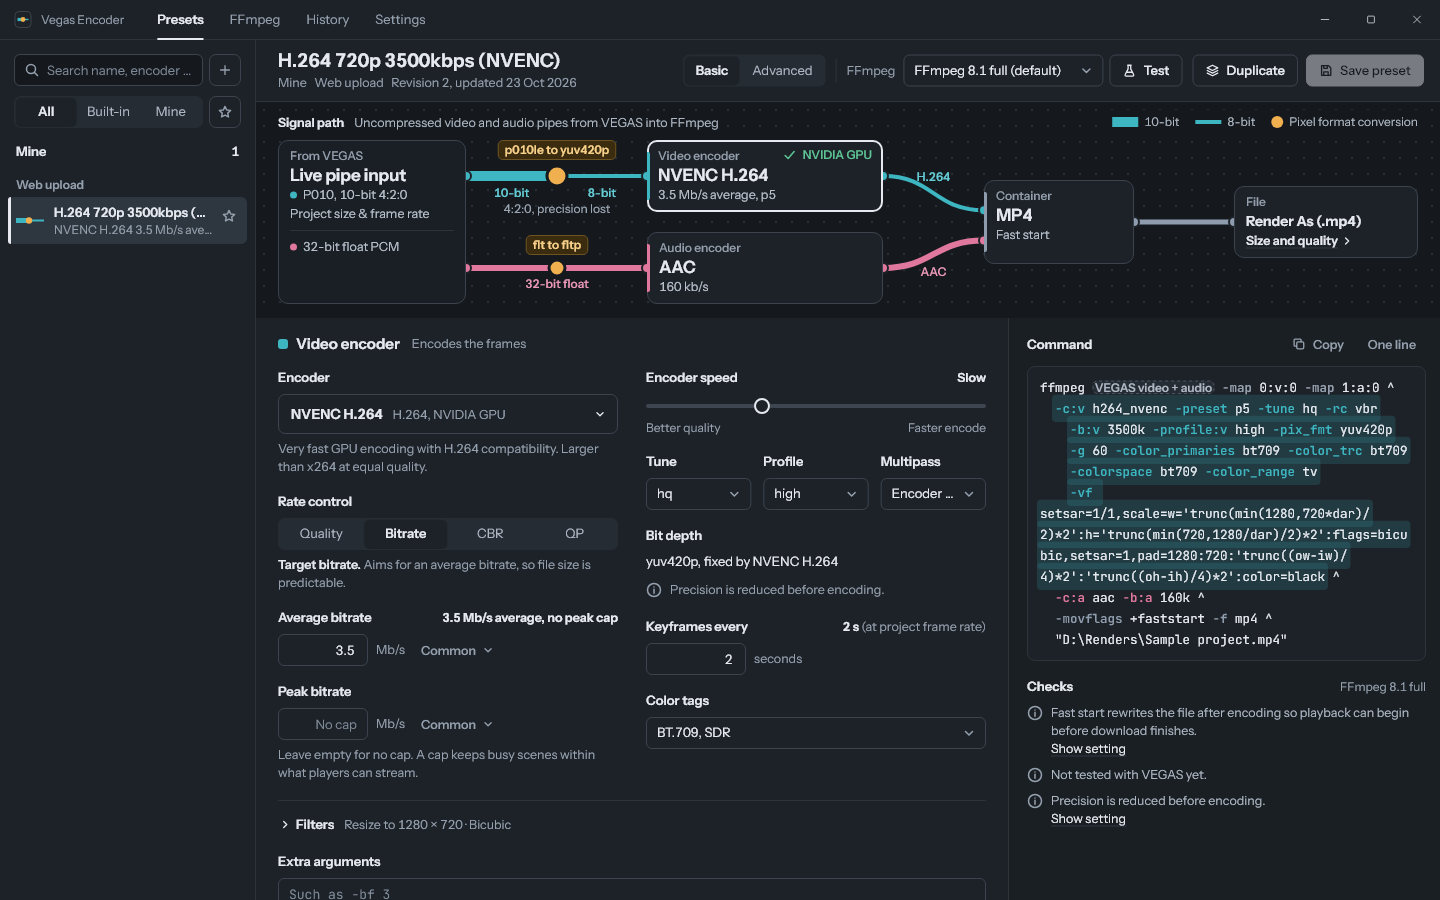 Vegas Encoder
Presets
FFmpeg
History
Settings
Search name, encoder ...
All
Built-in
Mine
Mine
1
Web upload
H.264 720p 3500kbps (...
NVENC H.264 3.5 Mb/s ave...
H.264 720p 3500kbps (NVENC)
Mine Web upload Revision 2, updated 23 Oct 2026
Basic
Advanced
FFmpeg
FFmpeg 8.1 full (default)
Test
Duplicate
Save preset
Signal path Uncompressed video and audio pipes from VEGAS into FFmpeg
10-bit
8-bit
Pixel format conversion
From VEGAS
Live pipe input
P010, 10-bit 4:2:0
Project size & frame rate
32-bit float PCM
p010le to yuv420p
10-bit
8-bit
4:2:0, precision lost
flt to fltp
32-bit float
Video encoder
NVIDIA GPU
NVENC H.264
3.5 Mb/s average, p5
Audio encoder
AAC
160 kb/s
H.264
AAC
Container
MP4
Fast start
File
Render As (.mp4)
Size and quality
Video encoder Encodes the frames
Encoder
NVENC H.264 H.264, NVIDIA GPU
Very fast GPU encoding with H.264 compatibility. Larger
than x264 at equal quality.
Rate control
Quality
Bitrate
CBR
QP
Target bitrate. Aims for an average bitrate, so file size is
predictable.
Average bitrate
3.5 Mb/s average, no peak cap
3.5
Mb/s
Common
Peak bitrate
No cap
Mb/s
Common
Leave empty for no cap. A cap keeps busy scenes within
what players can stream.
Encoder speed
Slow
Better quality
Faster encode
Tune
Profile
Multipass
hq
high
Encoder ...
Bit depth
yuv420p, fixed by NVENC H.264
Precision is reduced before encoding.
Keyframes every
2 s (at project frame rate)
2
seconds
Color tags
BT.709, SDR
Filters Resize to 1280 × 720 · Bicubic
Extra arguments
Such as -bf 3
Command
Copy
One line
ffmpeg VEGAS video + audio -map 0:v:0 -map 1:a:0 ^
-c:v h264_nvenc -preset p5 -tune hq -rc vbr
-b:v 3500k -profile:v high -pix_fmt yuv420p
-g 60 -color_primaries bt709 -color_trc bt709
-colorspace bt709 -color_range tv
-vf
setsar=1/1,scale=w='trunc(min(1280,720*dar)/
2)*2':h='trunc(min(720,1280/dar)/2)*2':flags=bicu
bic,setsar=1,pad=1280:720:'trunc((ow-iw)/
4)*2':'trunc((oh-ih)/4)*2':color=black ^
-c:a aac -b:a 160k ^
-movflags +faststart -f mp4 ^
"D:\Renders\Sample project.mp4"
Checks
FFmpeg 8.1 full
Fast start rewrites the file after encoding so playback can begin
before download finishes.
Show setting
Not tested with VEGAS yet.
Precision is reduced before encoding.
Show setting